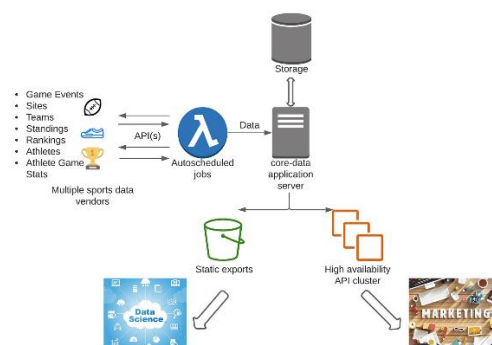 Storage
Game Events
Sites
Teams
Standings
Rankings
Athletes
Athlete Game
Stats
Multiple sports data
vendors
API(s)
Autoscheduled
jobs
Data
core-data
application
server
Static exports
High availability
API cluster
Data
Science
MARKETING